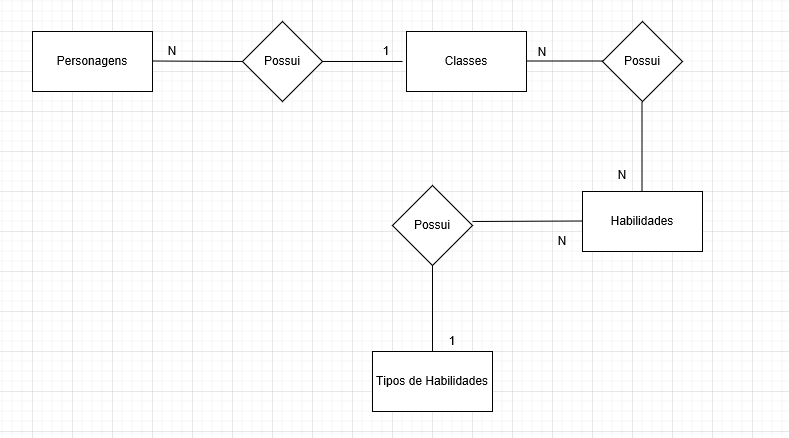 Personagens
N
Possui
1
Classes
N
Possui
N
Habilidades
N
Possui
1
Tipos de Habilidades